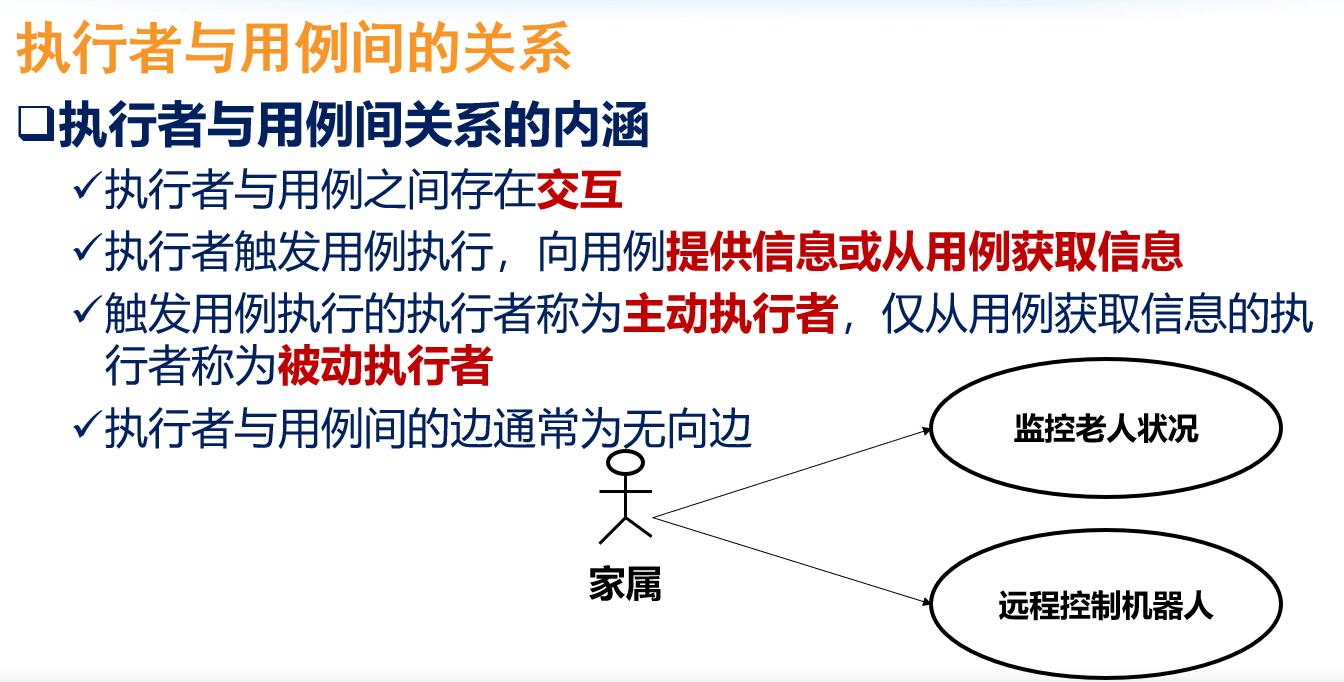 执行者与用例间的关系
执行者与用例间关系的内涵
执行者与用例之间存在交互
执行者触发用例执行，向用例提供信息或从用例获取信息
触发用例执行的执行者称为主动执行者，仅从用例获取信息的执
行者称为被动执行者
执行者与用例间的边通常为无向边
监控老人状况
家属
远程控制机器人